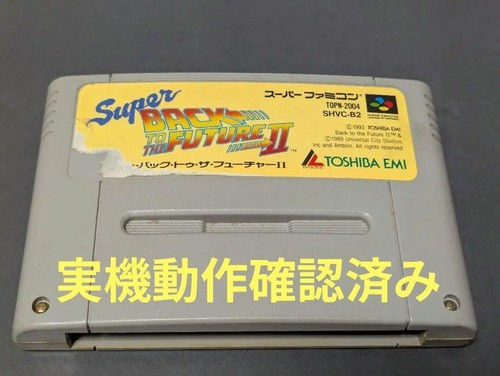 Super
BACK
TO THE
FUTURE II
™
・バック・トゥ・ザ・フューチャーII
スーパーファミコン
TOPN-2004
SHVC-B2
©1993 TOSHIBA EMI
Back to the Future II™ &
©1989 Universal City Studios,
Inc and Amblin. All rights reserved
TOSHIBA EMI
実機動作確認済み